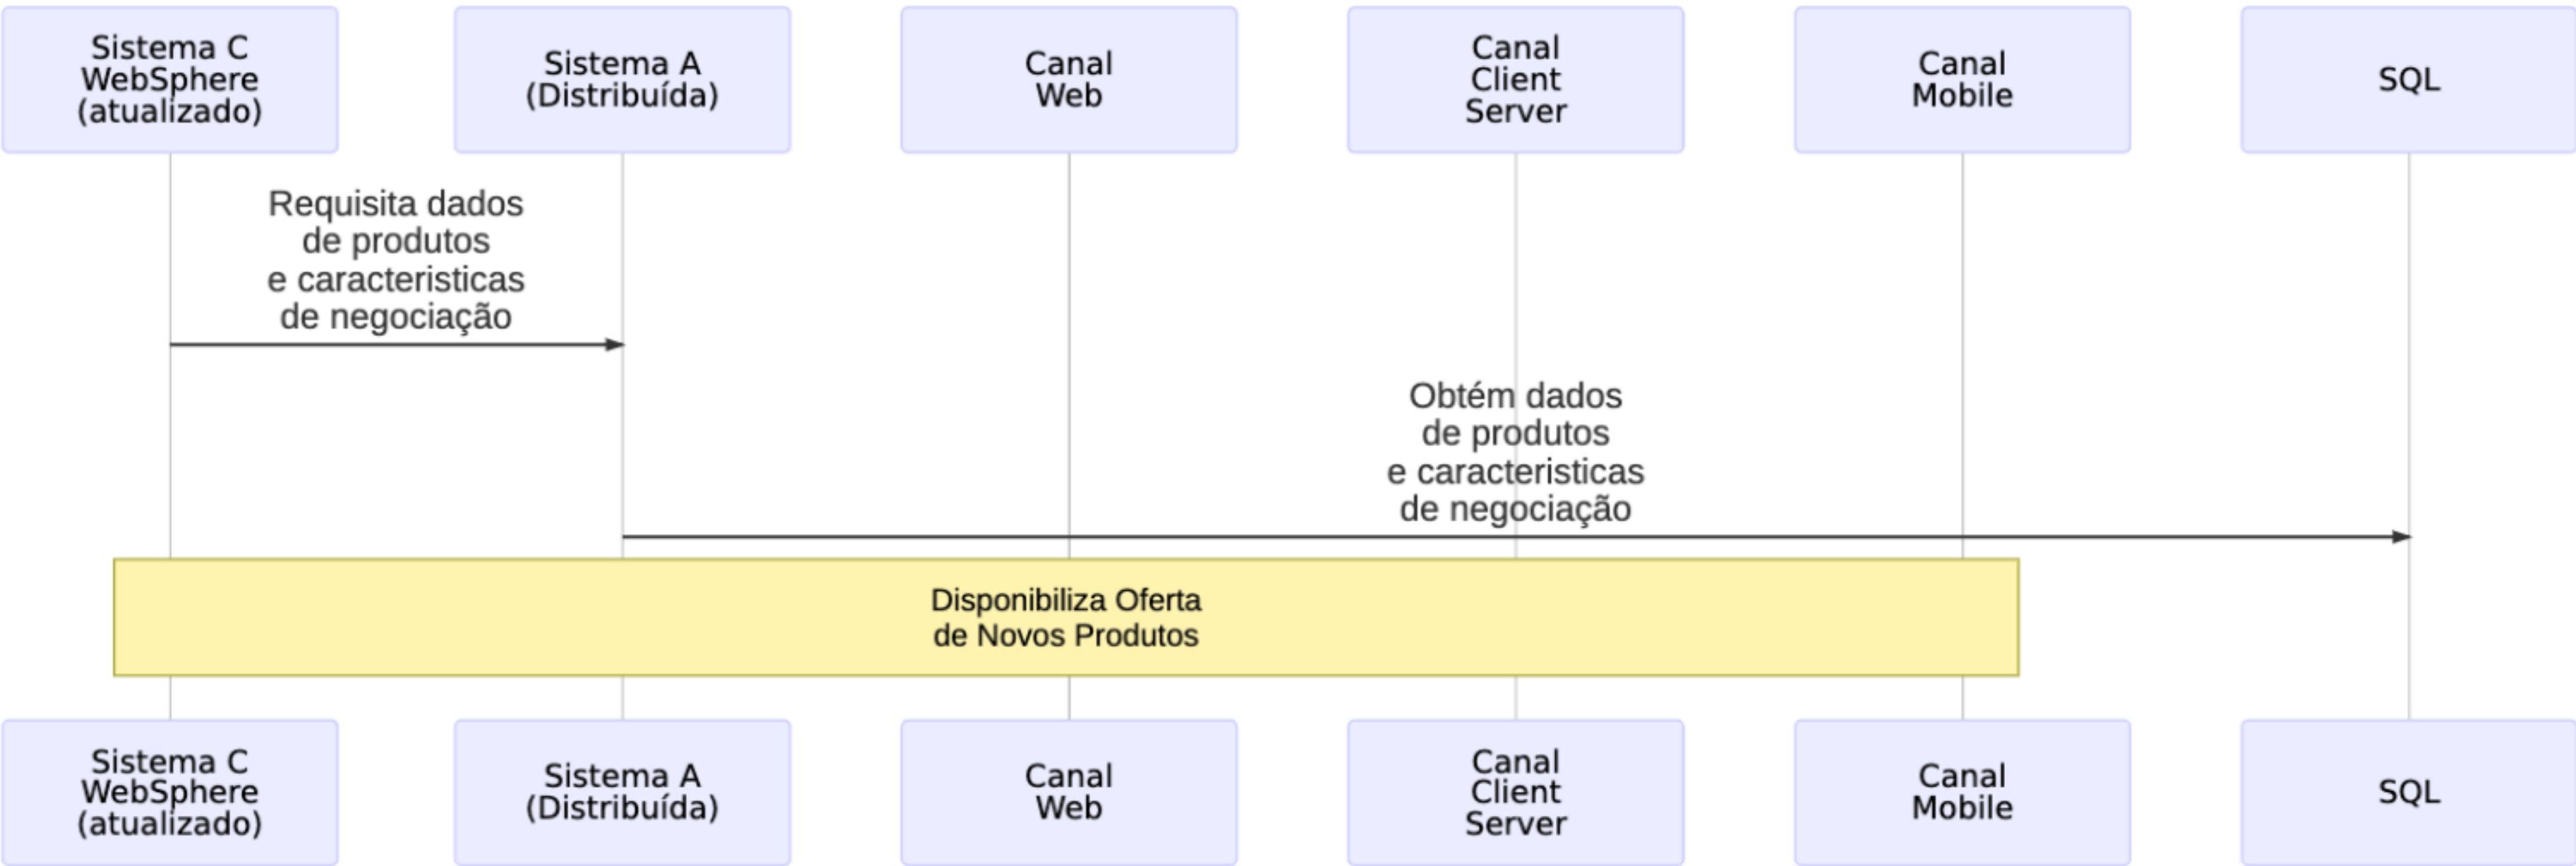 Sistema C
WebSphere
(atualizado)
Sistema A
(Distribuída)
Canal
Web
Canal
Client
Server
Canal
Mobile
SQL
Requisita dados
de produtos
e caracteristicas
de negociação
Obtém dados
de produtos
e caracteristicas
de negociação
Disponibiliza Oferta
de Novos Produtos
Sistema C
WebSphere
(atualizado)
Sistema A
(Distribuída)
Canal
Web
Canal
Client
Server
Canal
Mobile
SQL